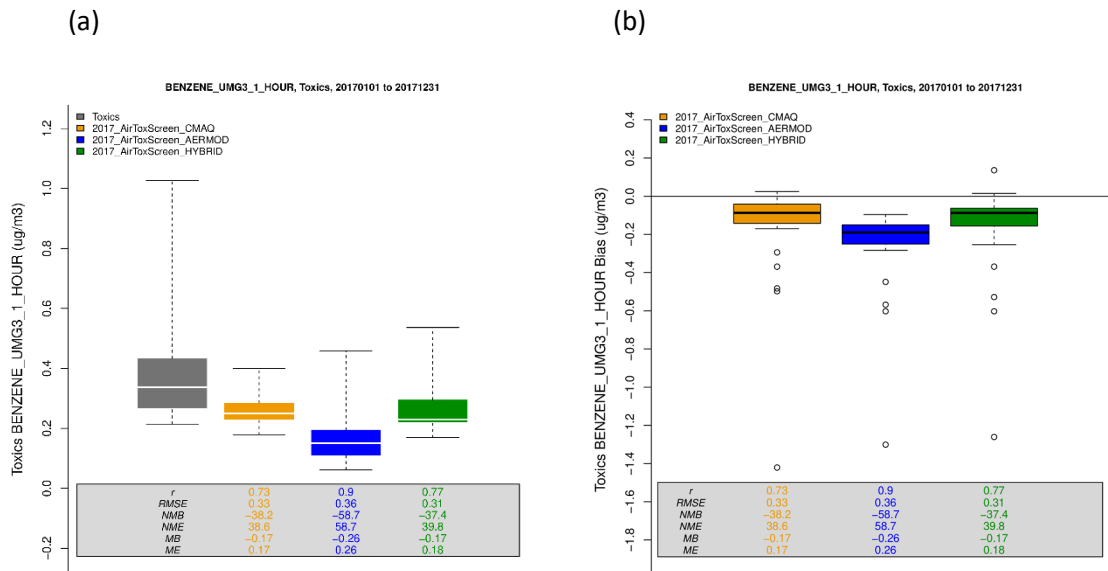 (a)
BENZENE_UMG3_1_HOUR, Toxics, 20170101 to 20171231
Toxics
2017_AirToxScreen_CMAQ
2017_AirToxScreen_AERMOD
2017_AirToxScreen_HYBRID
Toxics BENZENE_UMG3_1_HOUR (ug/m3)
1.2
1.0
0.8
0.6
0.4
0.2
0.0
−0.2
r 0.73 0.9 0.77
RMSE 0.33 0.36 0.31
NMB −38.2 −58.7 −37.4
NME 38.6 58.7 39.8
MB −0.17 −0.26 −0.17
ME 0.17 0.26 0.18
(b)
BENZENE_UMG3_1_HOUR, Toxics, 20170101 to 20171231
2017_AirToxScreen_CMAQ
2017_AirToxScreen_AERMOD
2017_AirToxScreen_HYBRID
Toxics BENZENE_UMG3_1_HOUR Bias (ug/m3)
0.4
0.2
0.0
−0.2
−0.4
−0.6
−0.8
−1.0
−1.2
−1.4
−1.6
−1.8
r 0.73 0.9 0.77
RMSE 0.33 0.36 0.31
NMB −38.2 −58.7 −37.4
NME 38.6 58.7 39.8
MB −0.17 −0.26 −0.17
ME 0.17 0.26 0.18